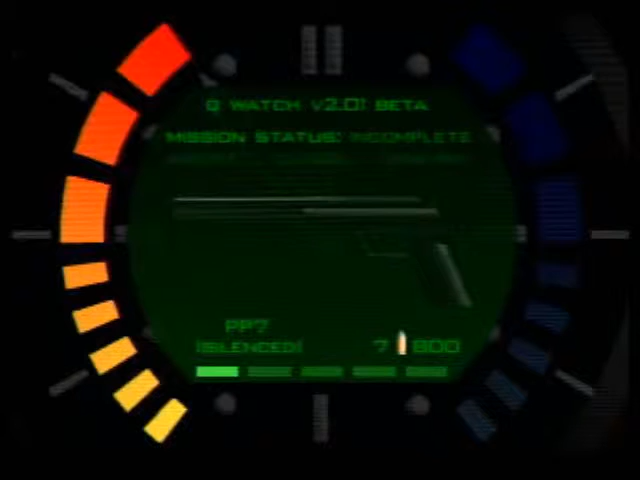 Q WATCH V2.01 BETA
MISSION STATUS: INCOMPLETE
PP7
(SILENCED) 7 800